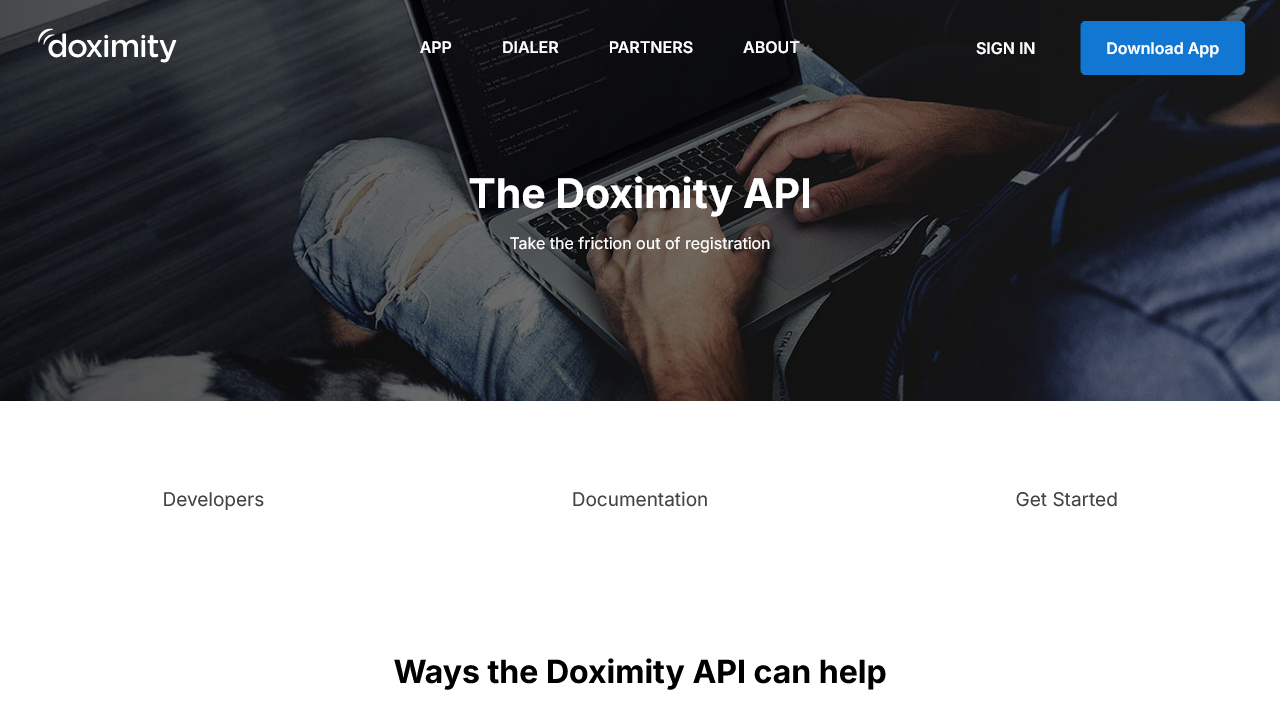 doximity
APP
DIALER
PARTNERS
ABOUT
SIGN IN
Download App
The Doximity API
Take the friction out of registration
Developers
Documentation
Get Started
Ways the Doximity API can help